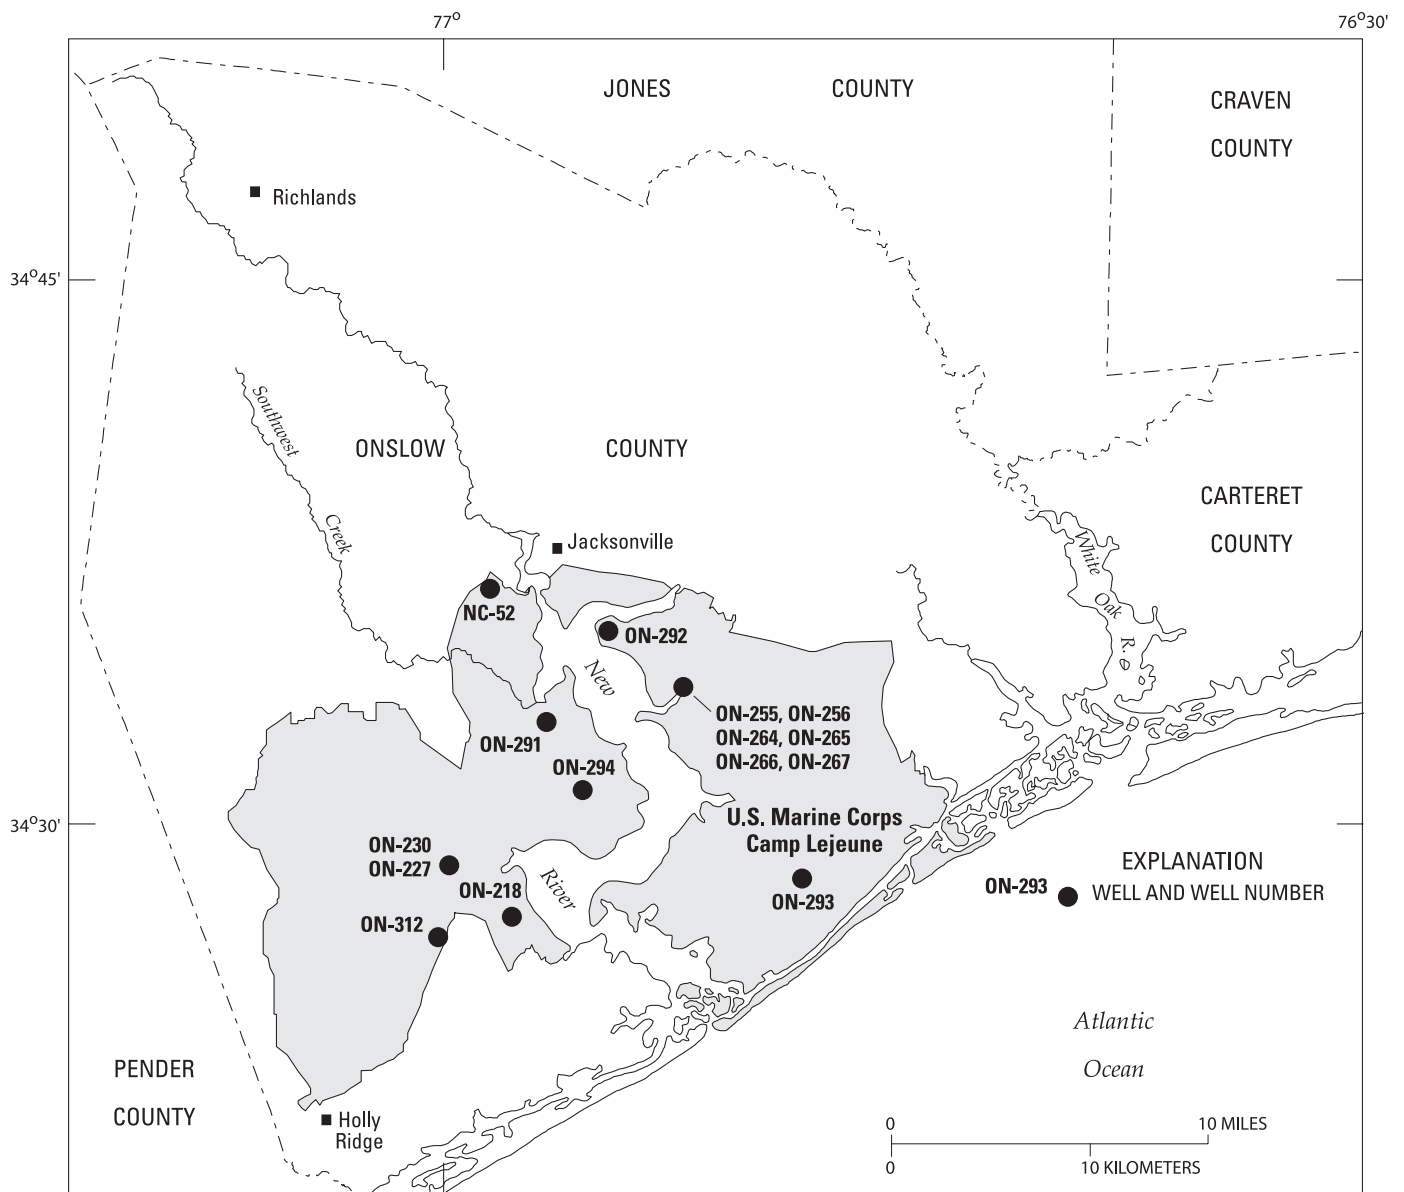 77°
76°30'
JONES COUNTY
CRAVEN
COUNTY
Richlands
34°45'
Southwest
Creek
ONSLOW COUNTY
CARTERET
COUNTY
Jacksonville
White
Oak
R.
NC-52
ON-292
New
ON-255, ON-256
ON-264, ON-265
ON-266, ON-267
ON-291
ON-294
34°30'
U.S. Marine Corps
Camp Lejeune
ON-230
ON-227
ON-218
River
ON-293
ON-312
EXPLANATION
ON-293
WELL AND WELL NUMBER
Atlantic
Ocean
PENDER
COUNTY
Holly
Ridge
0 10 MILES
0 10 KILOMETERS